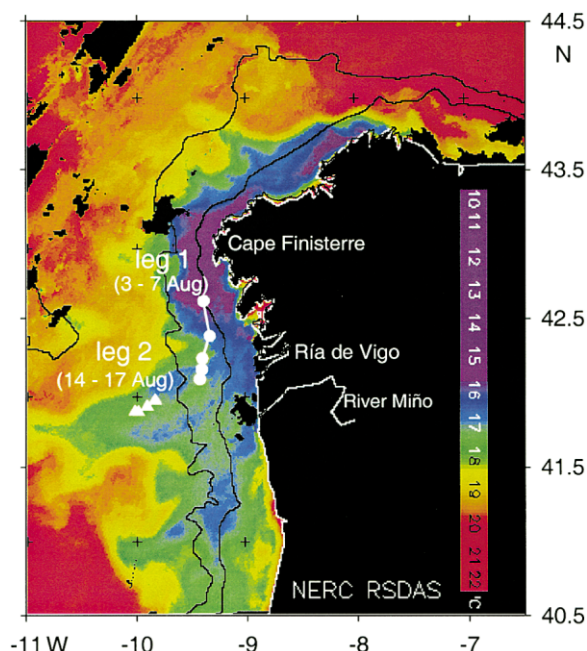 44.5
N
43.5
Cape Finisterre
leg 1
(3 - 7 Aug)
42.5
Ría de Vigo
leg 2
(14 - 17 Aug)
River Miño
41.5
10 11 12 13 14 15 16 17 18 19 20 21 22 °C
NERC RSDAS
40.5
-11 W -10 -9 -8 -7